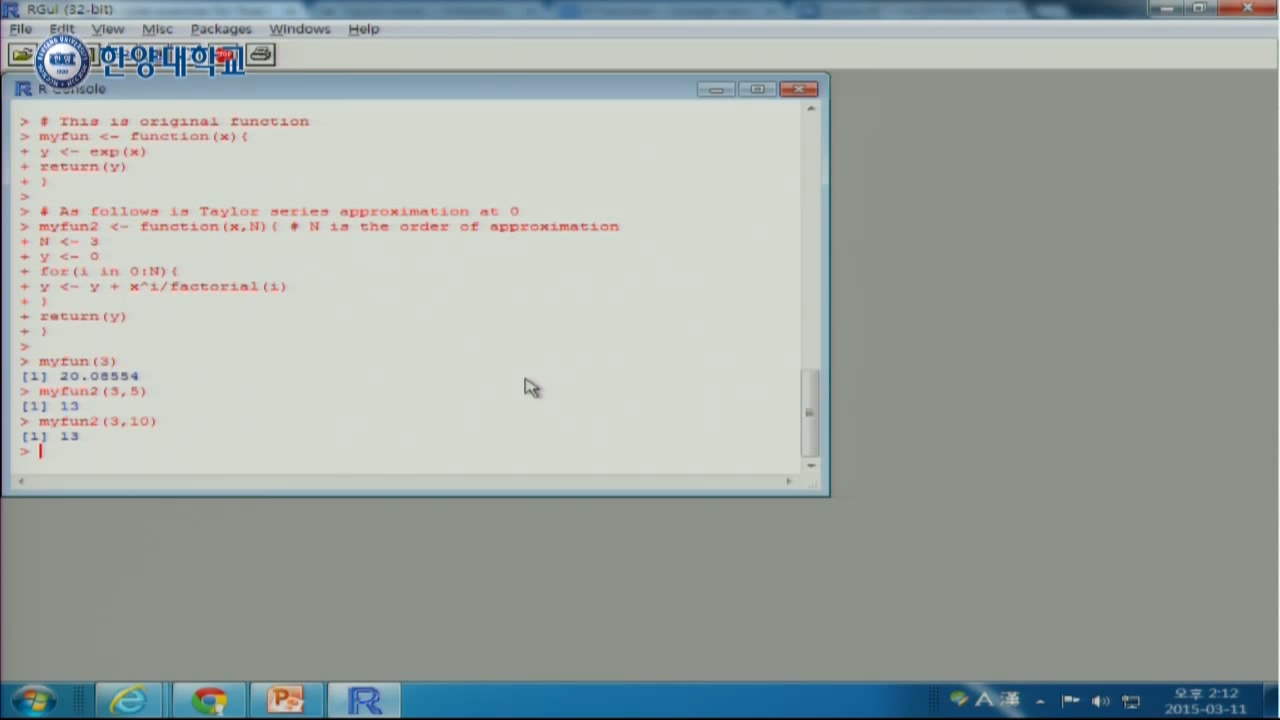 RGui (32-bit)
File Edit View Misc Packages Windows Help
한양대학교
R Console
> # This is original function
> myfun <- function(x){
+ y <- exp(x)
+ return(y)
+ }
>
> # As follows is Taylor series approximation at 0
> myfun2 <- function(x,N){ # N is the order of approximation
+ N <- 3
+ y <- 0
+ for(i in 0:N){
+ y <- y + x^i/factorial(i)
+ }
+ return(y)
+ }
>
> myfun(3)
[1] 20.08554
> myfun2(3,5)
[1] 13
> myfun2(3,10)
[1] 13
>
A 漢
오후 2:12
2015-03-11